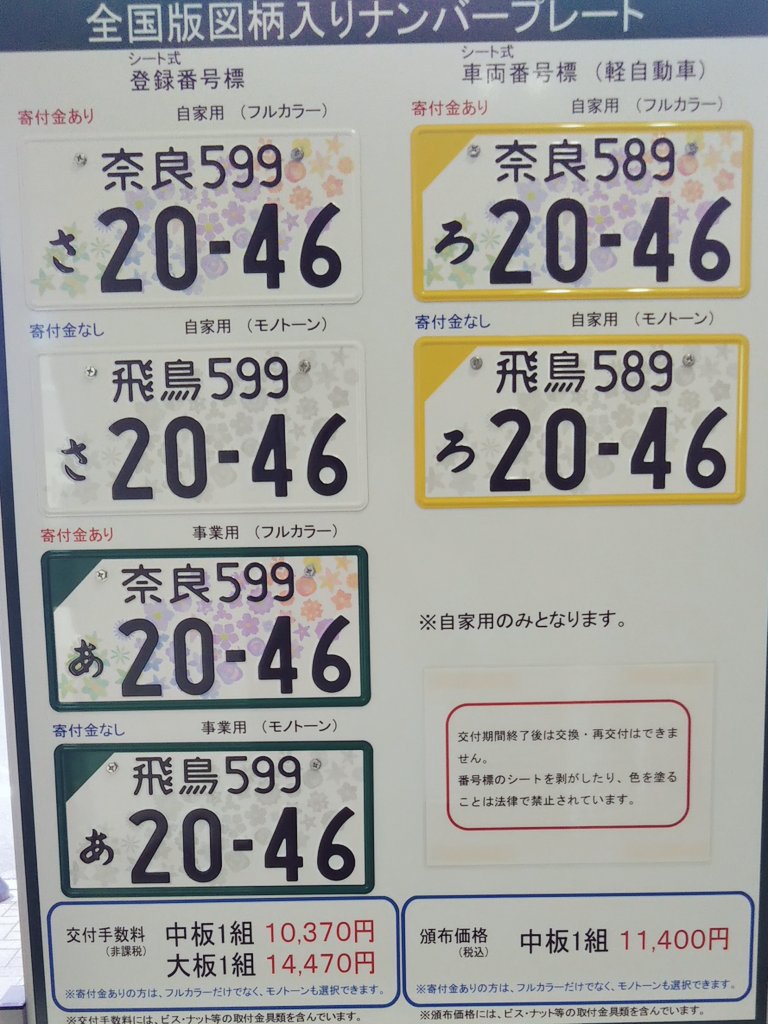 全国版図柄入りナンバープレート
シート式
登録番号標
寄付金あり 自家用 （フルカラー）
奈良599
さ 20-46
寄付金なし 自家用 （モノトーン）
飛鳥599
さ 20-46
寄付金あり 事業用 （フルカラー）
奈良599
あ 20-46
寄付金なし 事業用 （モノトーン）
飛鳥599
あ 20-46
交付手数料 中板1組 10,370円
（非課税） 大板1組 14,470円
※寄付金ありの方は、フルカラーだけでなく、モノトーンも選択できます。
※交付手数料には、ビス・ナット等の取付金具類を含んでいます。
シート式
車両番号標 （軽自動車）
寄付金あり 自家用 （フルカラー）
奈良589
ろ 20-46
寄付金なし 自家用 （モノトーン）
飛鳥589
ろ 20-46
※自家用のみとなります。
交付期間終了後は交換・再交付はできま
せん。
番号標のシートを剥がしたり、色を塗る
ことは法律で禁止されています。
頒布価格 中板1組 11,400円
（税込）
※寄付金ありの方は、フルカラーだけでなく、モノトーンも選択できます。
※頒布価格には、ビス・ナット等の取付金具類を含んでいます。